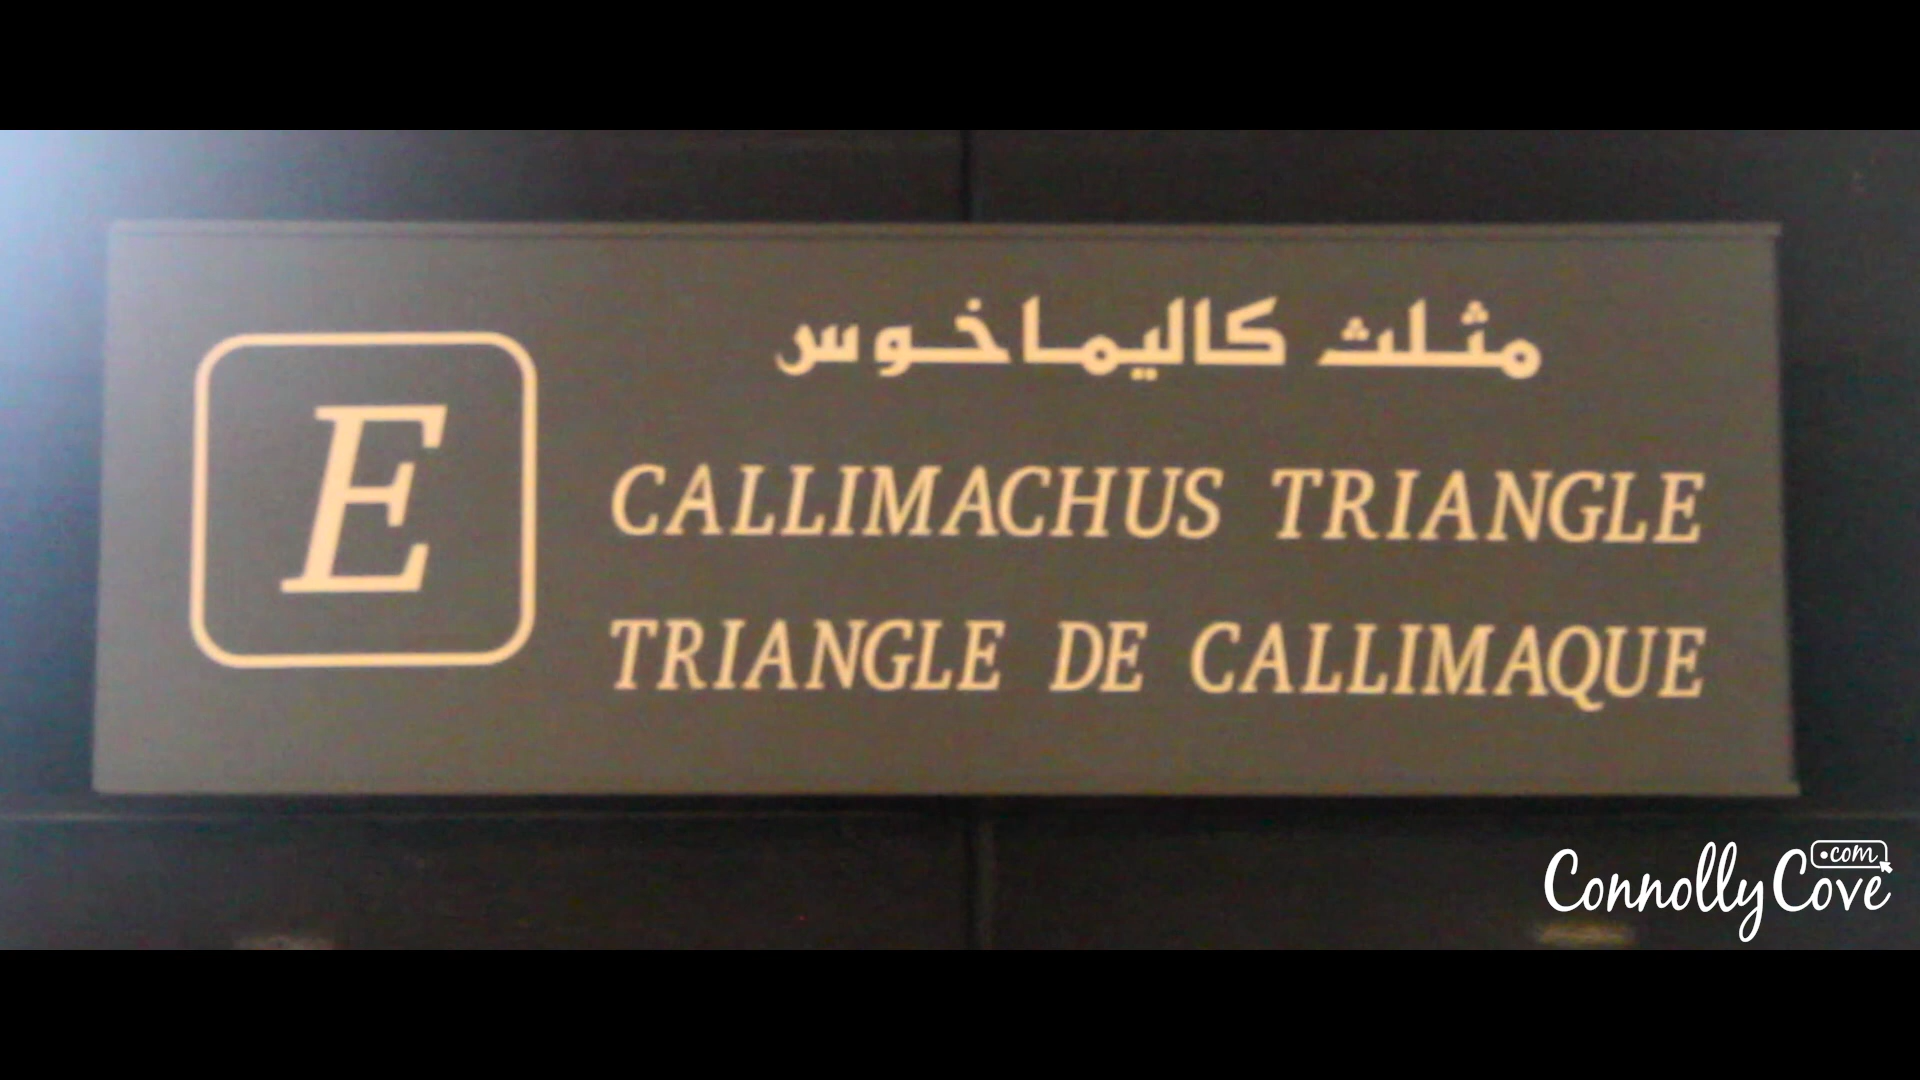 E
مثلث كاليماخوس
CALLIMACHUS TRIANGLE
TRIANGLE DE CALLIMAQUE
ConnollyCove
.com